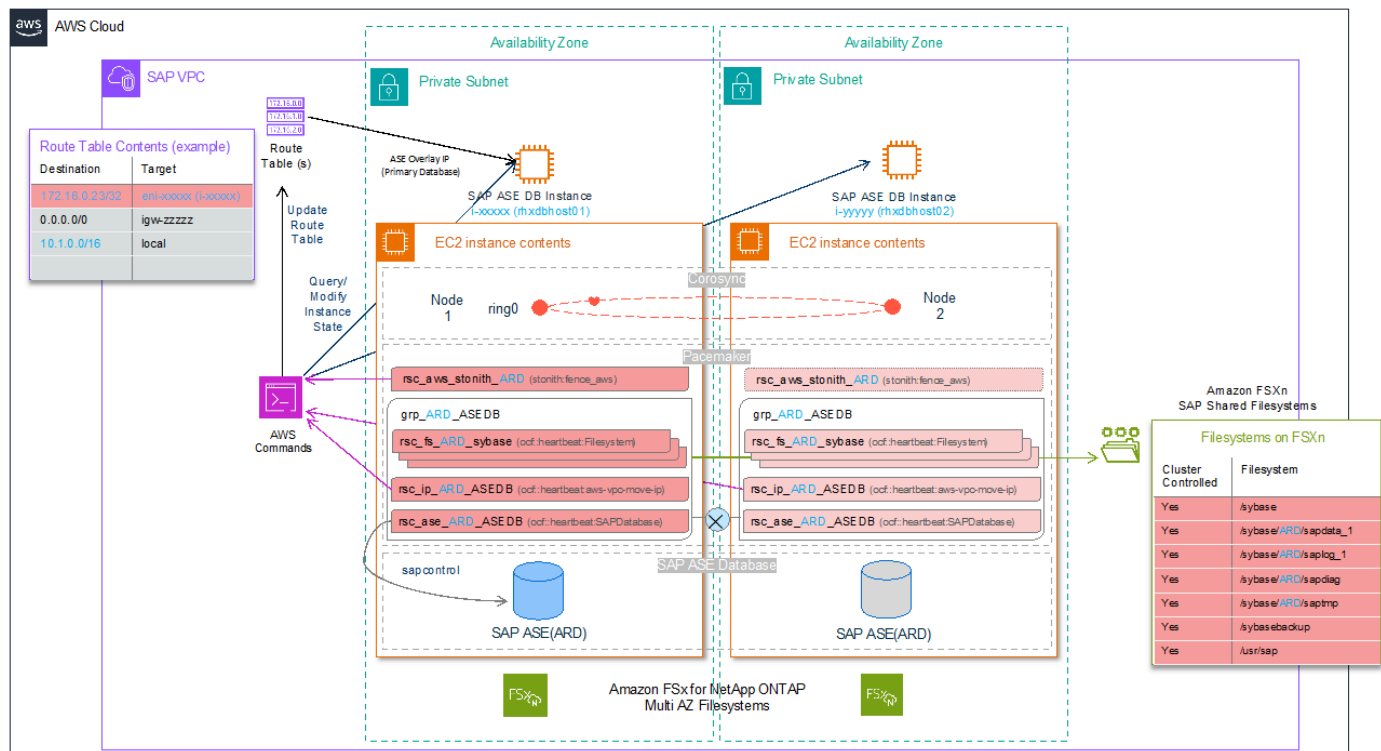 aws
AWS Cloud
Availability Zone
Availability Zone
SAP VPC
Private Subnet
Private Subnet
172.16.0.0
172.16.1.0
172.16.2.0
Route
Table (s)
Route Table Contents (example)
Destination Target
172.16.0.23/32 eni-xxxxx (i-xxxxx)
0.0.0.0/0 igw-zzzzz
10.1.0.0/16 local
ASE Overlay IP
(Primary Database)
SAP ASE DB Instance
i-xxxxx (rhxdbhost01)
SAP ASE DB Instance
i-yyyyy (rhxdbhost02)
Update
Route
Table
Query/
Modify
Instance
State
AWS
Commands
EC2 instance contents
EC2 instance contents
Corosync
Node
1
ring0
Node
2
Pacemaker
rsc_aws_stonith_ARD (stonith:fence_aws)
rsc_aws_stonith_ARD (stonith:fence_aws)
grp_ARD_ASEDB
grp_ARD_ASEDB
rsc_fs_ARD_sybase (ocf::heartbeat:Filesystem)
rsc_fs_ARD_sybase (ocf::heartbeat:Filesystem)
rsc_ip_ARD_ASEDB (ocf::heartbeat:aws-vpc-move-ip)
rsc_ip_ARD_ASEDB (ocf::heartbeat:aws-vpc-move-ip)
rsc_ase_ARD_ASEDB (ocf::heartbeat:SAPDatabase)
rsc_ase_ARD_ASEDB (ocf::heartbeat:SAPDatabase)
SAP ASE Database
sapcontrol
SAP ASE(ARD)
SAP ASE(ARD)
FSx N
Amazon FSx for NetApp ONTAP
Multi AZ Filesystems
FSx N
Amazon FSXn
SAP Shared Filesystems
Filesystems on FSXn
Cluster
Controlled Filesystem
Yes /sybase
Yes /sybase/ARD/sapdata_1
Yes /sybase/ARD/saplog_1
Yes /sybase/ARD/sapdiag
Yes /sybase/ARD/saptmp
Yes /sybasebackup
Yes /usr/sap